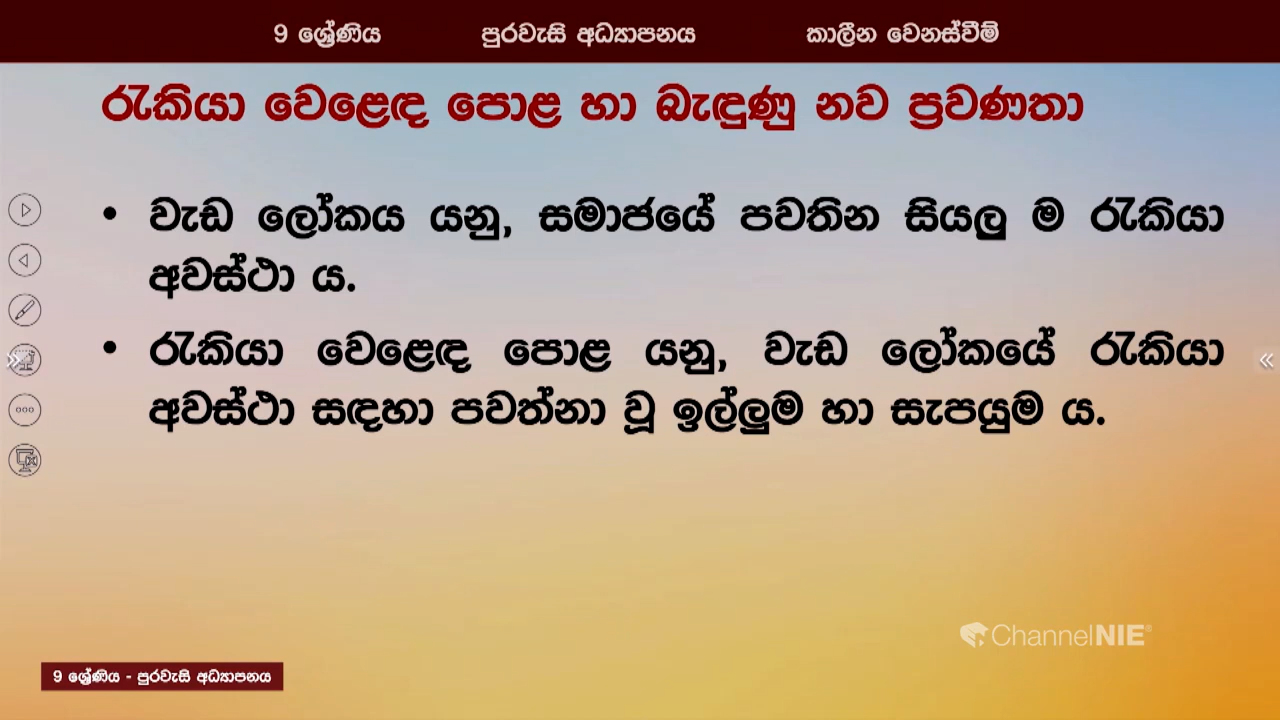 9 ශ්‍රේණිය පුරවැසි අධ්‍යාපනය කාලීන වෙනස්වීම්
රැකියා වෙළෙඳ පොළ හා බැඳුණු නව ප්‍රවණතා
• වැඩ ලෝකය යනු, සමාජයේ පවතින සියලු ම රැකියා
අවස්ථා ය.
• රැකියා වෙළෙඳ පොළ යනු, වැඩ ලෝකයේ රැකියා
අවස්ථා සඳහා පවත්නා වූ ඉල්ලුම හා සැපයුම ය.
ChannelNIE
9 ශ්‍රේණිය - පුරවැසි අධ්‍යාපනය